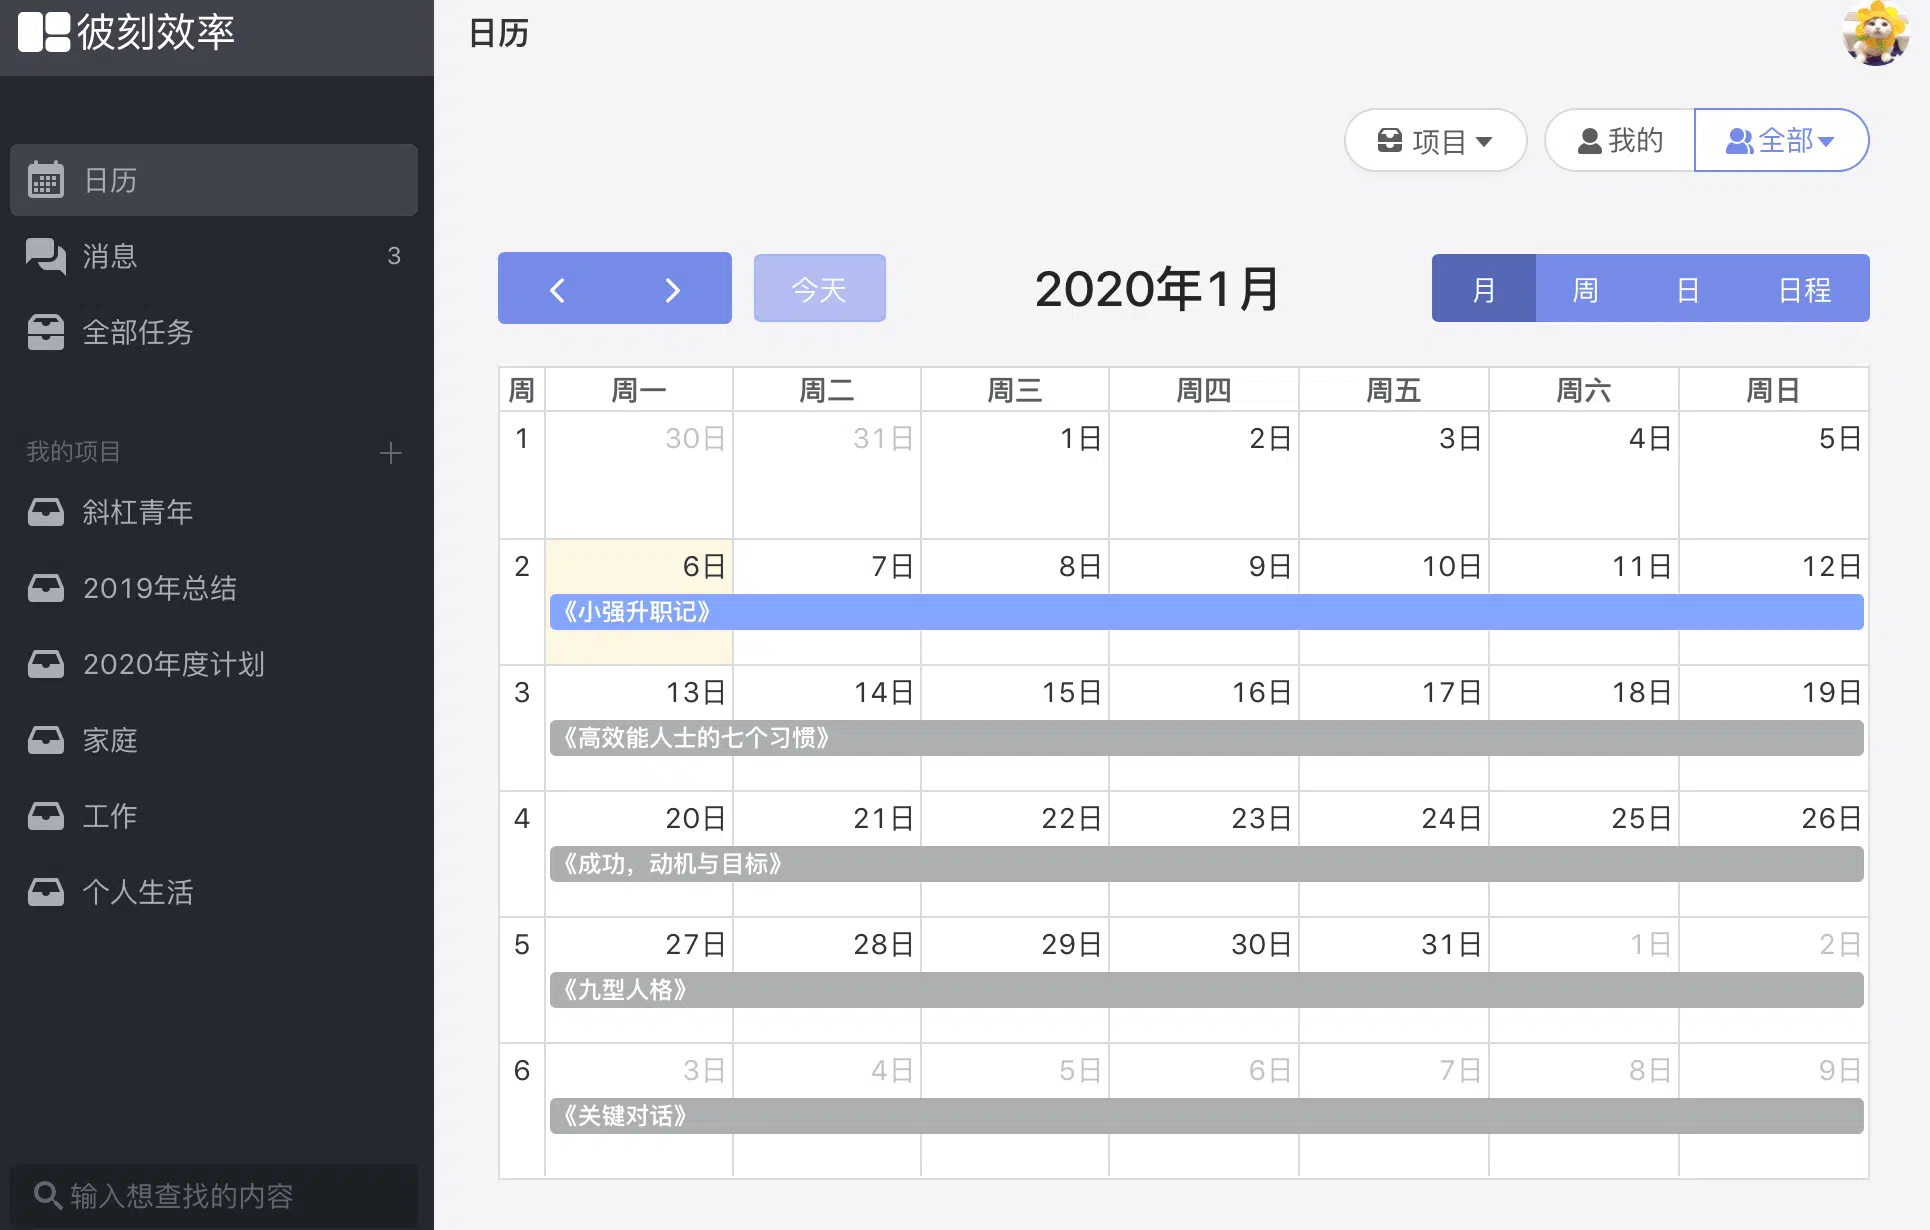 彼刻效率
日历
日历
消息 3
全部任务
我的项目
斜杠青年
2019年总结
2020年度计划
家庭
工作
个人生活
输入想查找的内容
项目 我的 全部
今天 2020年1月 月 周 日 日程
周 周一 周二 周三 周四 周五 周六 周日
1 30日 31日 1日 2日 3日 4日 5日
2 6日 7日 8日 9日 10日 11日 12日
《小强升职记》
3 13日 14日 15日 16日 17日 18日 19日
《高效能人士的七个习惯》
4 20日 21日 22日 23日 24日 25日 26日
《成功，动机与目标》
5 27日 28日 29日 30日 31日 1日 2日
《九型人格》
6 3日 4日 5日 6日 7日 8日 9日
《关键对话》